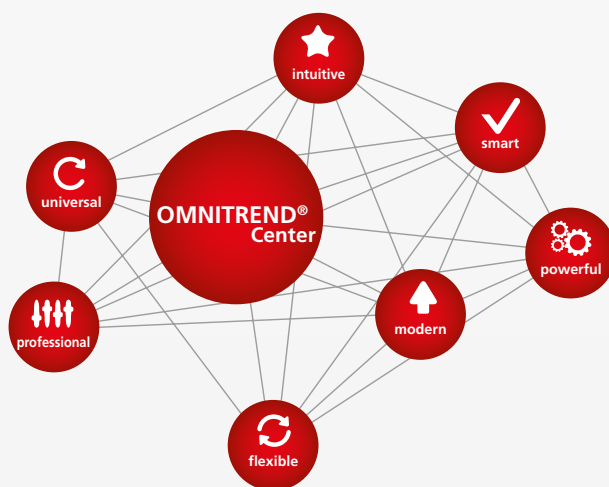 intuitive
smart
universal
OMNITREND®
Center
powerful
modern
professional
flexible